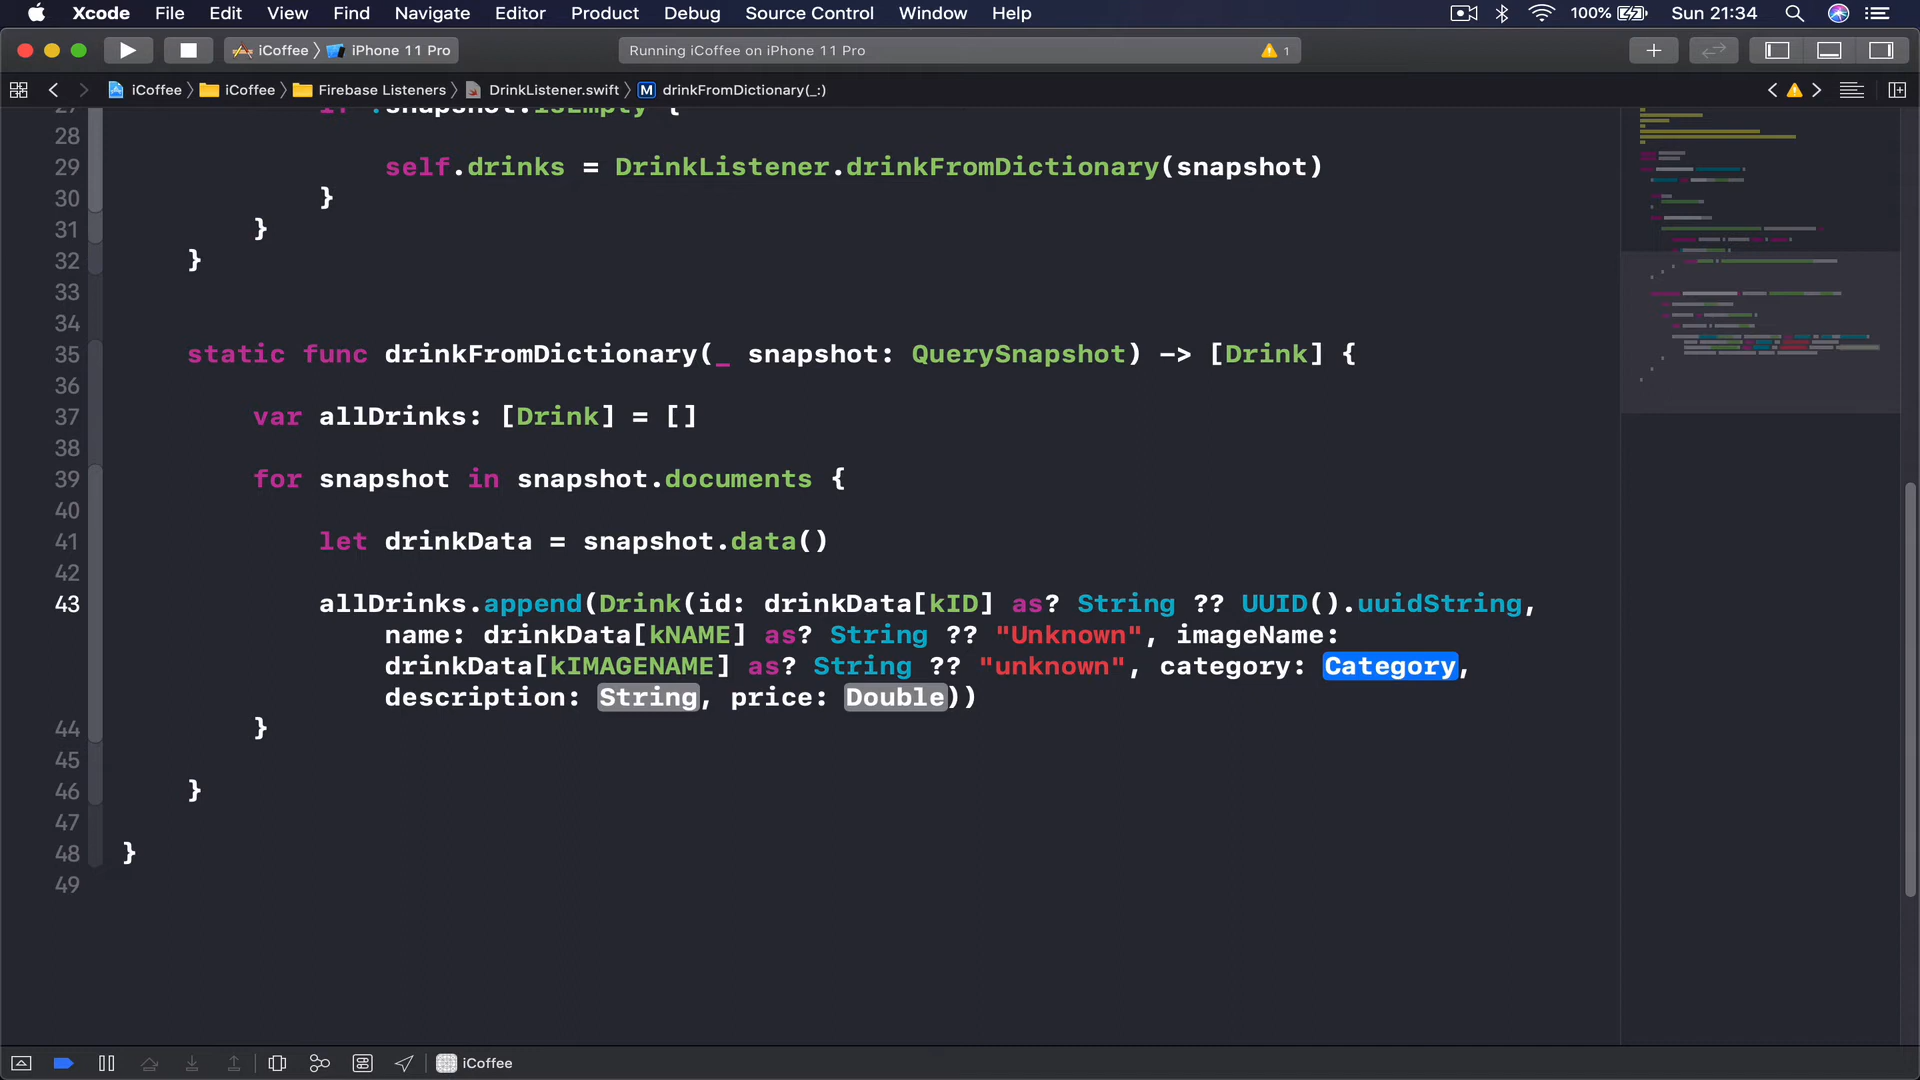 Xcode File Edit View Find Navigate Editor Product Debug Source Control Window Help 100% Sun 21:34
iCoffee iPhone 11 Pro Running iCoffee on iPhone 11 Pro 1
iCoffee iCoffee Firebase Listeners DrinkListener.swift M drinkFromDictionary(_:)
27 if !snapshot.isEmpty {
28
29 self.drinks = DrinkListener.drinkFromDictionary(snapshot)
30 }
31 }
32 }
33
34
35 static func drinkFromDictionary(_ snapshot: QuerySnapshot) -> [Drink] {
36
37 var allDrinks: [Drink] = []
38
39 for snapshot in snapshot.documents {
40
41 let drinkData = snapshot.data()
42
43 allDrinks.append(Drink(id: drinkData[kID] as? String ?? UUID().uuidString,
name: drinkData[kNAME] as? String ?? "Unknown", imageName:
drinkData[kIMAGENAME] as? String ?? "unknown", category: Category,
description: String, price: Double))
44 }
45
46 }
47
48 }
49
iCoffee